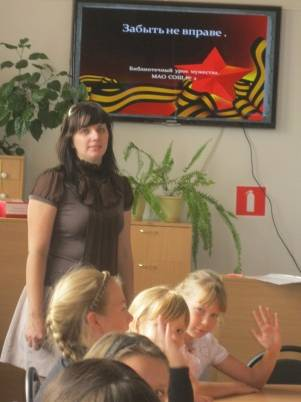 Забыть не вправе .
Библиотечный урок мужества.
МАО СОШ №